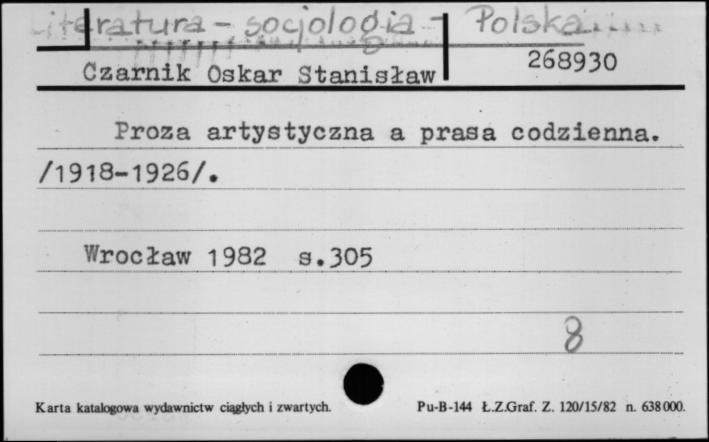 Literatura - socjologia - Polska
Czarnik Oskar Stanisław
268930
Proza artystyczna a prasa codzienna.
/1918-1926/.
Wrocław 1982 s.305
8
Karta katalogowa wydawnictw ciągłych i zwartych. Pu-B-144 Ł.Z.Graf. Z. 120/15/82 n. 638000.